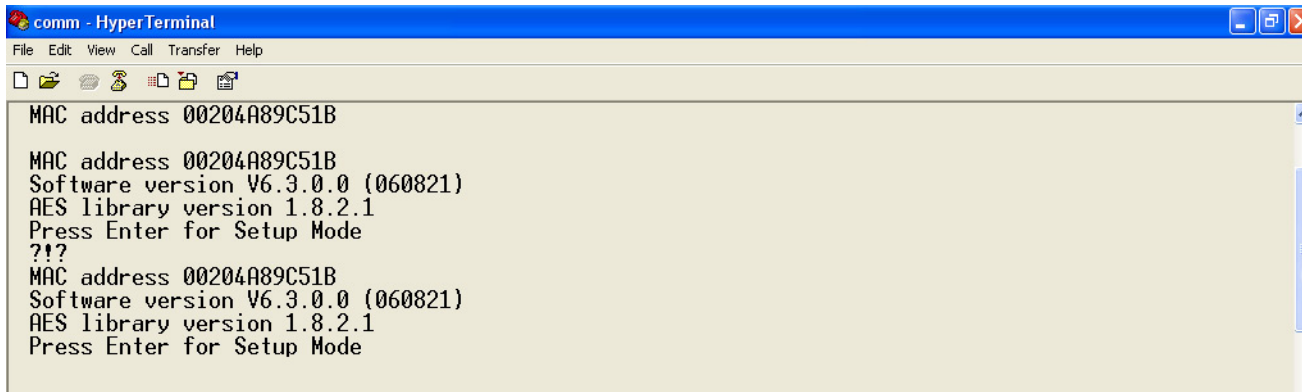 comm - HyperTerminal
File Edit View Call Transfer Help
MAC address 00204A89C51B
MAC address 00204A89C51B
Software version V6.3.0.0 (060821)
AES library version 1.8.2.1
Press Enter for Setup Mode
?!?
MAC address 00204A89C51B
Software version V6.3.0.0 (060821)
AES library version 1.8.2.1
Press Enter for Setup Mode